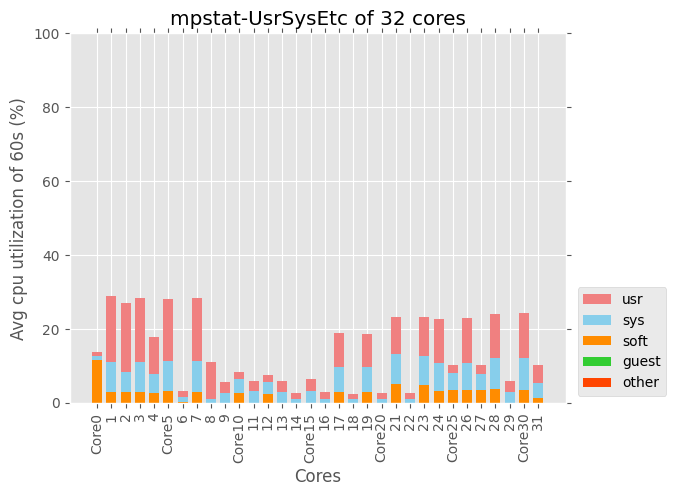 mpstat-UsrSysEtc of 32 cores
Avg cpu utilization of 60s (%)
100
80
60
40
20
0
Core0
1
2
3
4
Core5
6
7
8
9
Core10
11
12
13
14
Core15
16
17
18
19
Core20
21
22
23
24
Core25
26
27
28
29
Core30
31
Cores
usr
sys
soft
guest
other